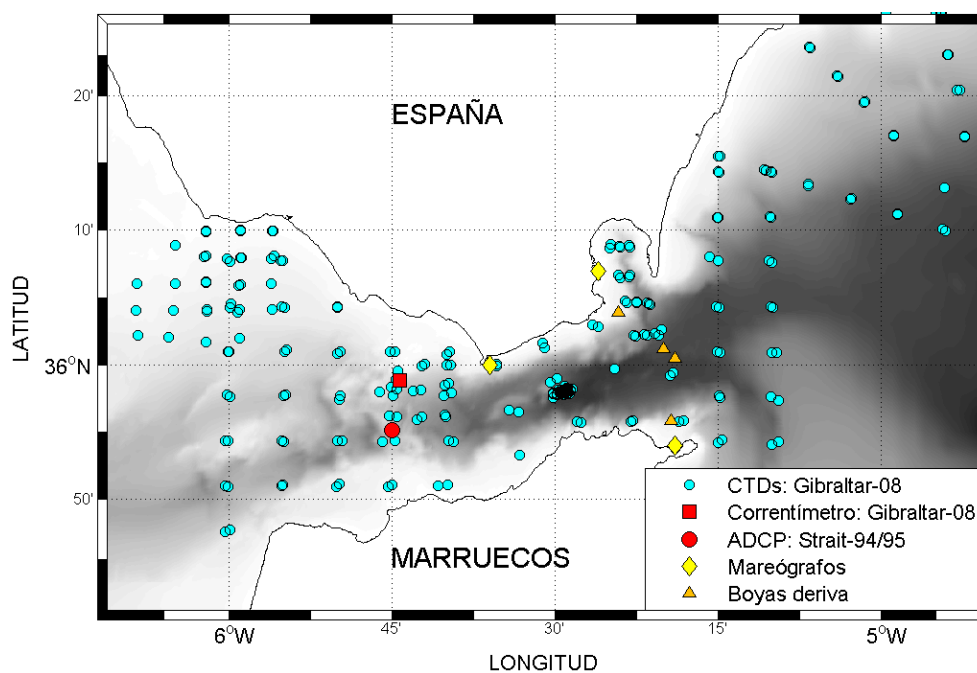 ESPAÑA
MARRUECOS
LATITUD
20'
10'
36°N
50'
6°W
45'
30'
15'
5°W
LONGITUD
CTDs: Gibraltar-08
Correntímetro: Gibraltar-08
ADCP: Strait-94/95
Mareógrafos
Boyas deriva